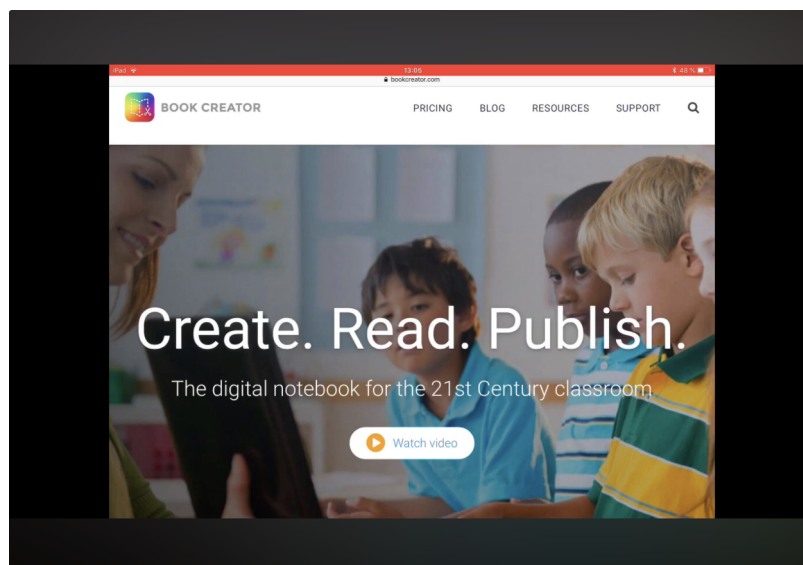 iPad 13:06 48 %
bookcreator.com
BOOK CREATOR PRICING BLOG RESOURCES SUPPORT
Create. Read. Publish.
The digital notebook for the 21st Century classroom
Watch video